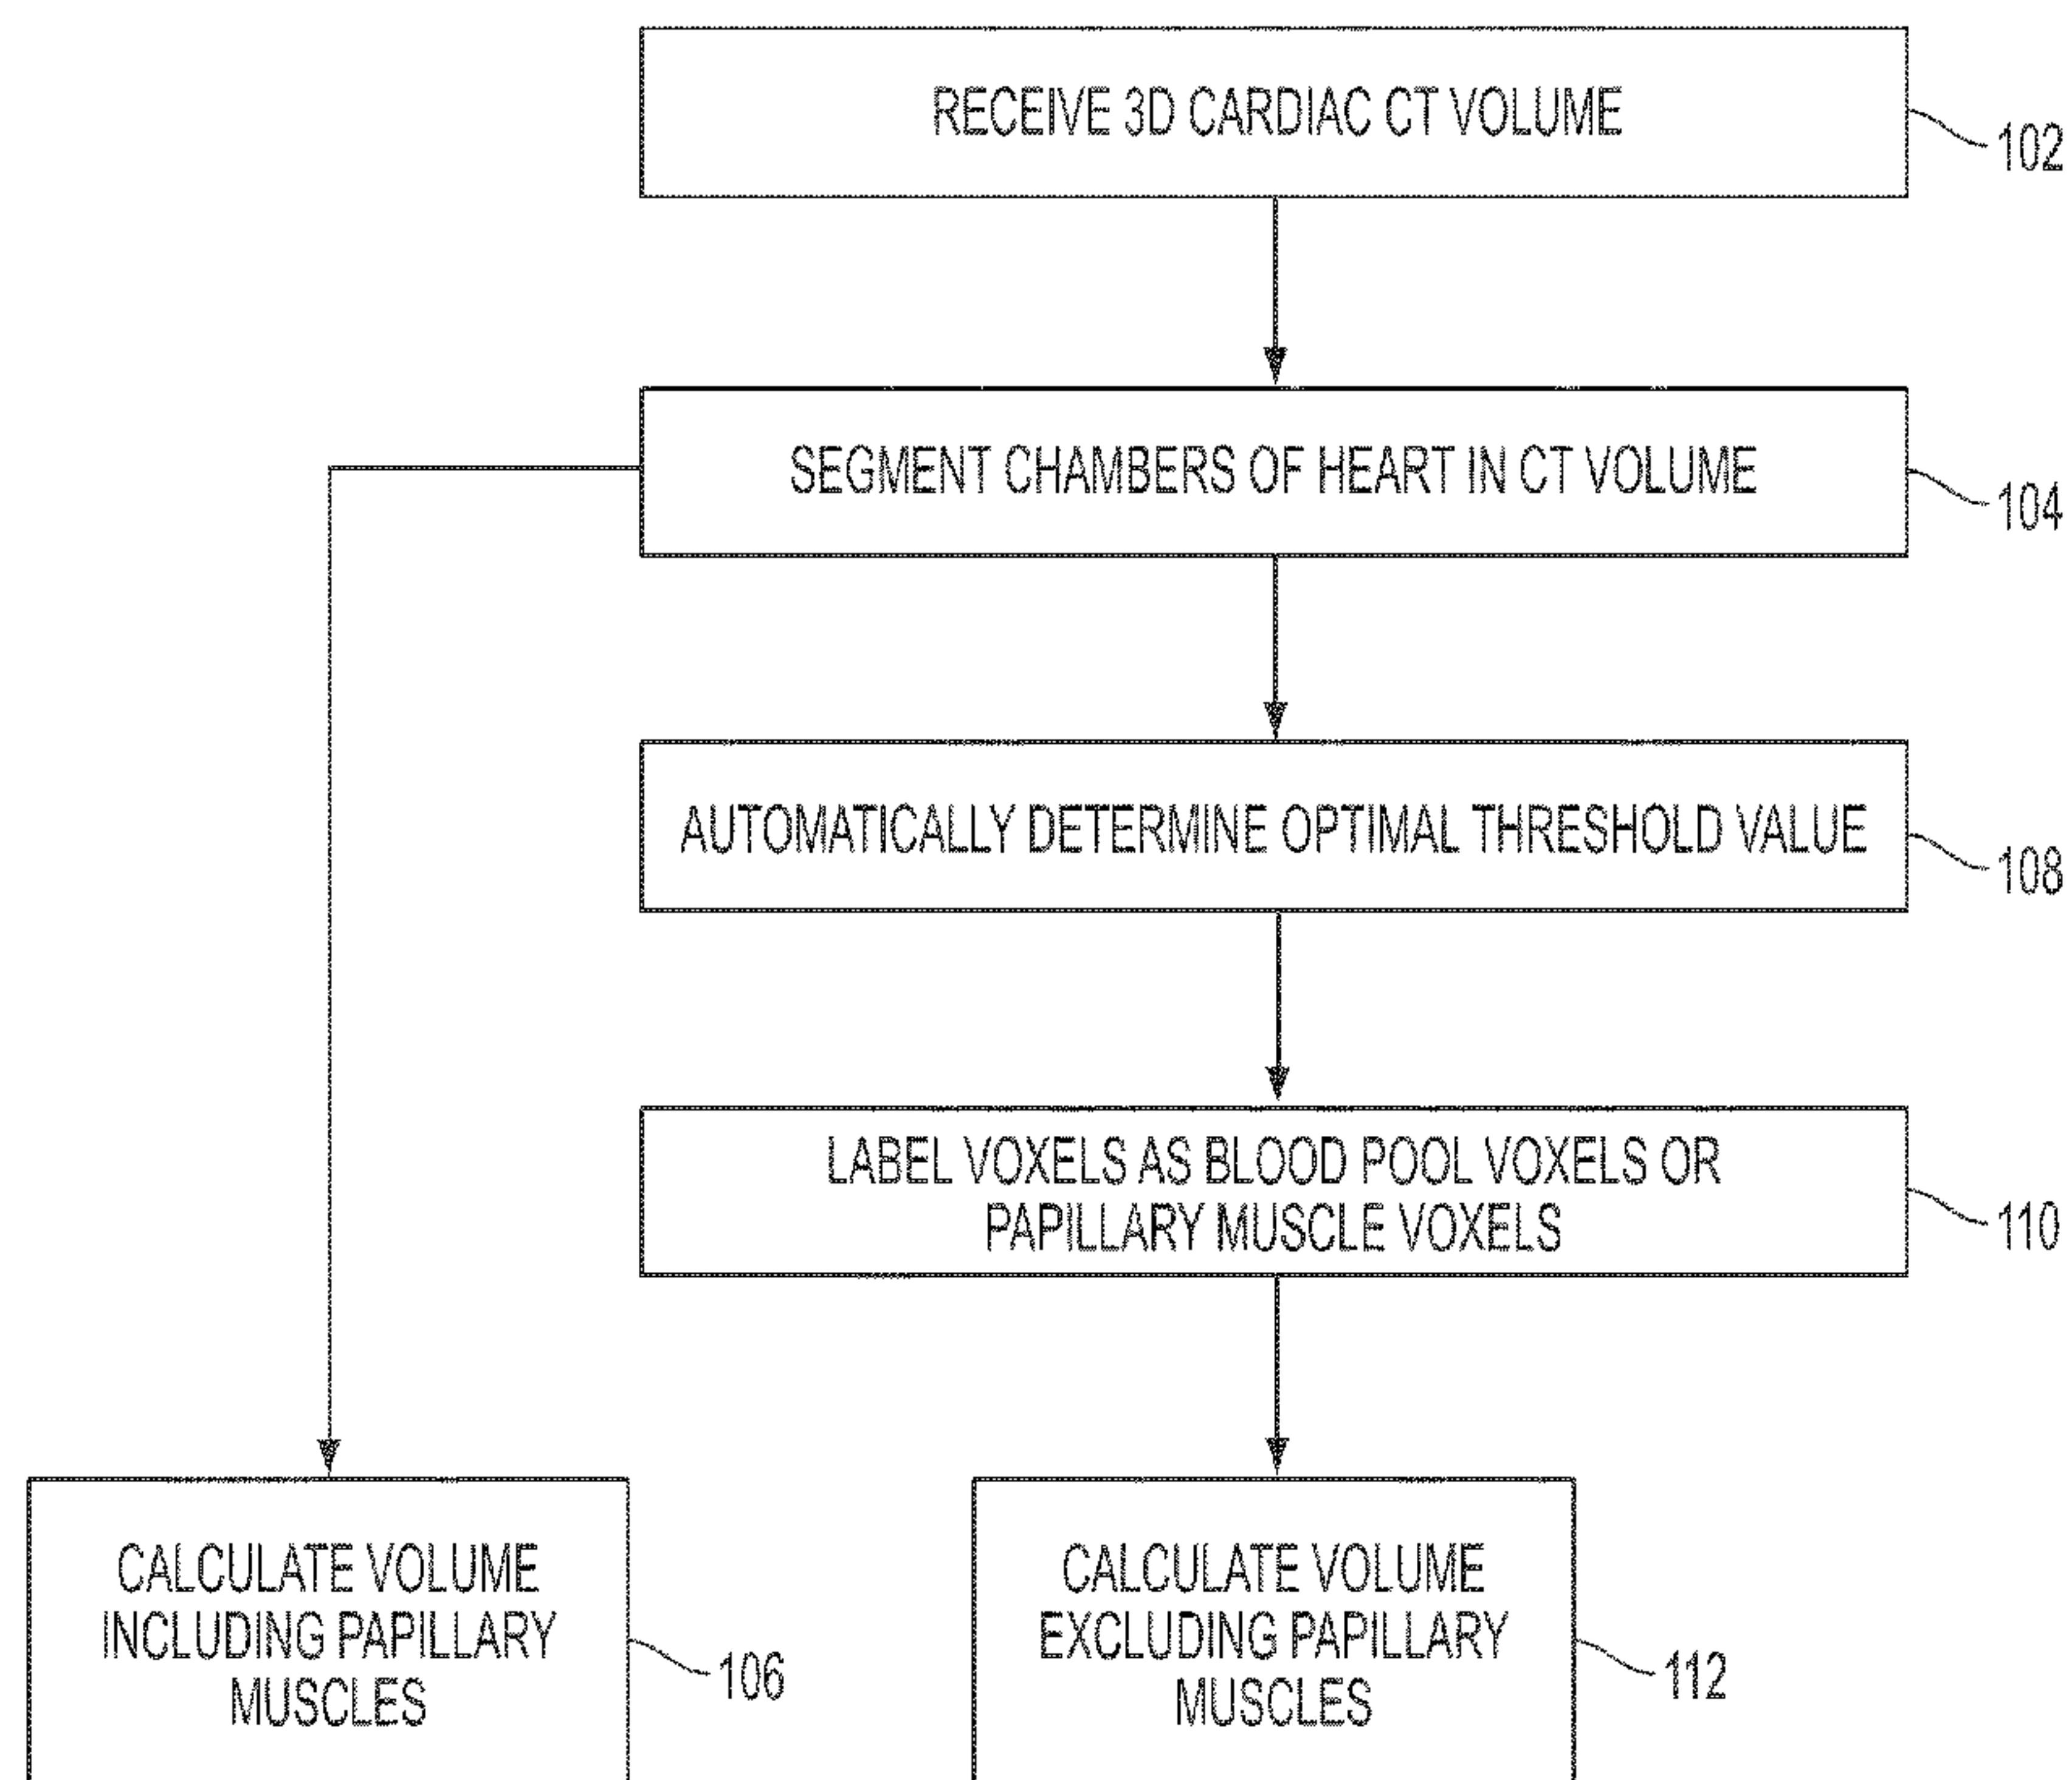 RECEIVE 3D CARDIAC CT VOLUME
102
SEGMENT CHAMBERS OF HEART IN CT VOLUME
104
AUTOMATICALLY DETERMINE OPTIMAL THRESHOLD VALUE
108
LABEL VOXELS AS BLOOD POOL VOXELS OR
PAPILLARY MUSCLE VOXELS
110
CALCULATE VOLUME
INCLUDING PAPILLARY
MUSCLES
106
CALCULATE VOLUME
EXCLUDING PAPILLARY
MUSCLES
112